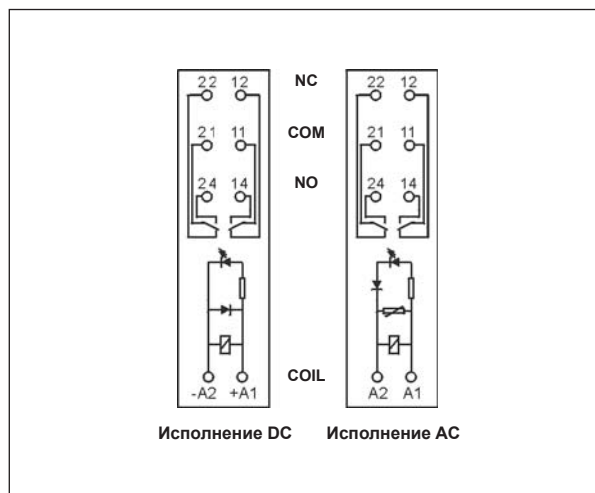 22 12 NC 22 12
21 11 COM 21 11
24 14 NO 24 14
-A2 +A1 COIL A2 A1
Исполнение DC Исполнение AC